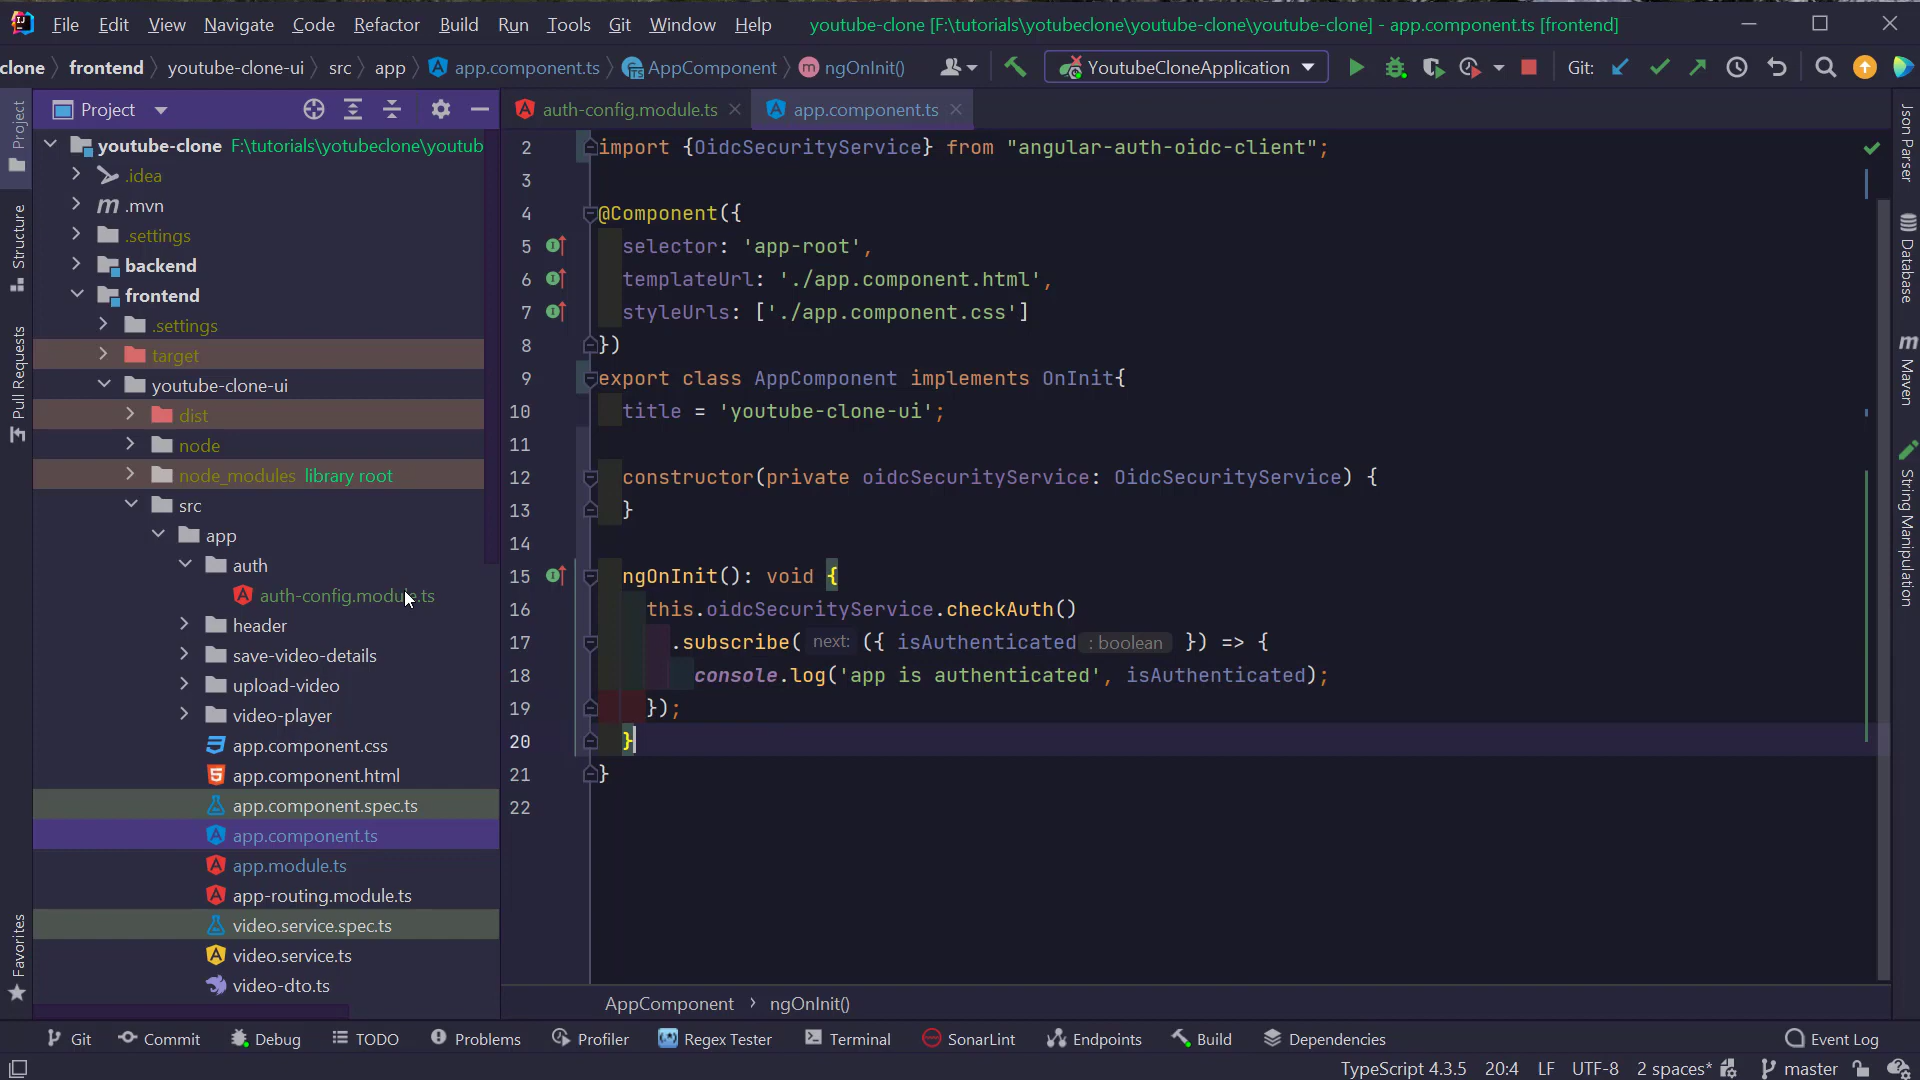 File Edit View Navigate Code Refactor Build Run Tools Git Window Help youtube-clone [F:\tutorials\yotubeclone\youtube-clone\youtube-clone] - app.component.ts [frontend]
clone frontend youtube-clone-ui src app app.component.ts AppComponent ngOnInit() YoutubeCloneApplication Git:
Project
auth-config.module.ts app.component.ts
youtube-clone F:\tutorials\yotubeclone\youtub
.idea
.mvn
.settings
backend
frontend
.settings
target
youtube-clone-ui
dist
node
node_modules library root
src
app
auth
auth-config.module.ts
header
save-video-details
upload-video
video-player
app.component.css
app.component.html
app.component.spec.ts
app.component.ts
app.module.ts
app-routing.module.ts
video.service.spec.ts
video.service.ts
video-dto.ts
2 import {OidcSecurityService} from "angular-auth-oidc-client";
3
4 @Component({
5 selector: 'app-root',
6 templateUrl: './app.component.html',
7 styleUrls: ['./app.component.css']
8 })
9 export class AppComponent implements OnInit{
10 title = 'youtube-clone-ui';
11
12 constructor(private oidcSecurityService: OidcSecurityService) {
13 }
14
15 ngOnInit(): void {
16 this.oidcSecurityService.checkAuth()
17 .subscribe( next: ({ isAuthenticated : boolean }) => {
18 console.log('app is authenticated', isAuthenticated);
19 });
20 }
21 }
22
AppComponent ngOnInit()
Project
Structure
Pull Requests
Favorites
Json Parser
Database
Maven
String Manipulation
Git Commit Debug TODO Problems Profiler Regex Tester Terminal SonarLint Endpoints Build Dependencies Event Log
TypeScript 4.3.5 20:4 LF UTF-8 2 spaces* master